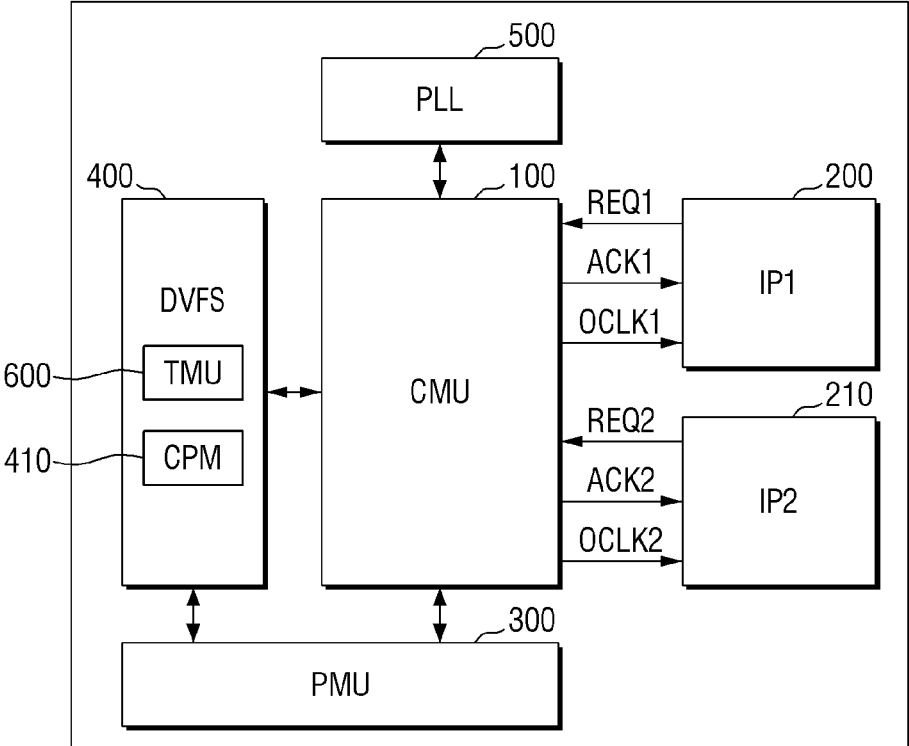 500
PLL
400
100
200
REQ1
ACK1
IP1
DVFS
OCLK1
600
TMU
CMU
210
REQ2
410
CPM
ACK2
IP2
OCLK2
300
PMU